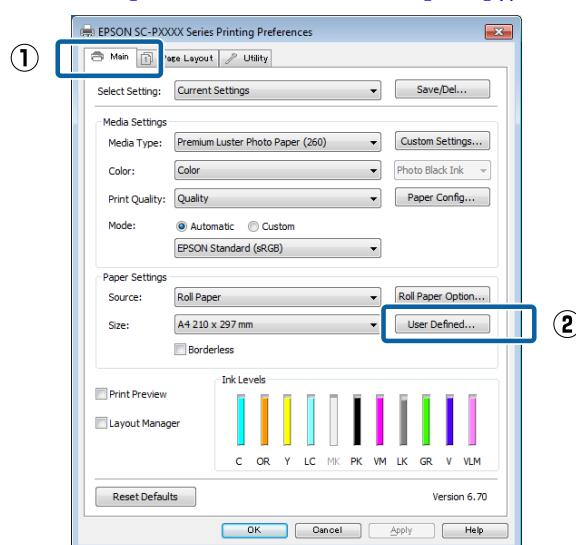 EPSON SC-PXXXX Series Printing Preferences
① Main Page Layout Utility
Select Setting: Current Settings Save/Del...
Media Settings
Media Type: Premium Luster Photo Paper (260) Custom Settings...
Color: Color Photo Black Ink
Print Quality: Quality Paper Config...
Mode: Automatic Custom
EPSON Standard (sRGB)
Paper Settings
Source: Roll Paper Roll Paper Option...
Size: A4 210 x 297 mm User Defined... ②
Borderless
Ink Levels
Print Preview
Layout Manager
C OR Y LC MK PK VM LK GR V VLM
Reset Defaults Version 6.70
OK Cancel Apply Help